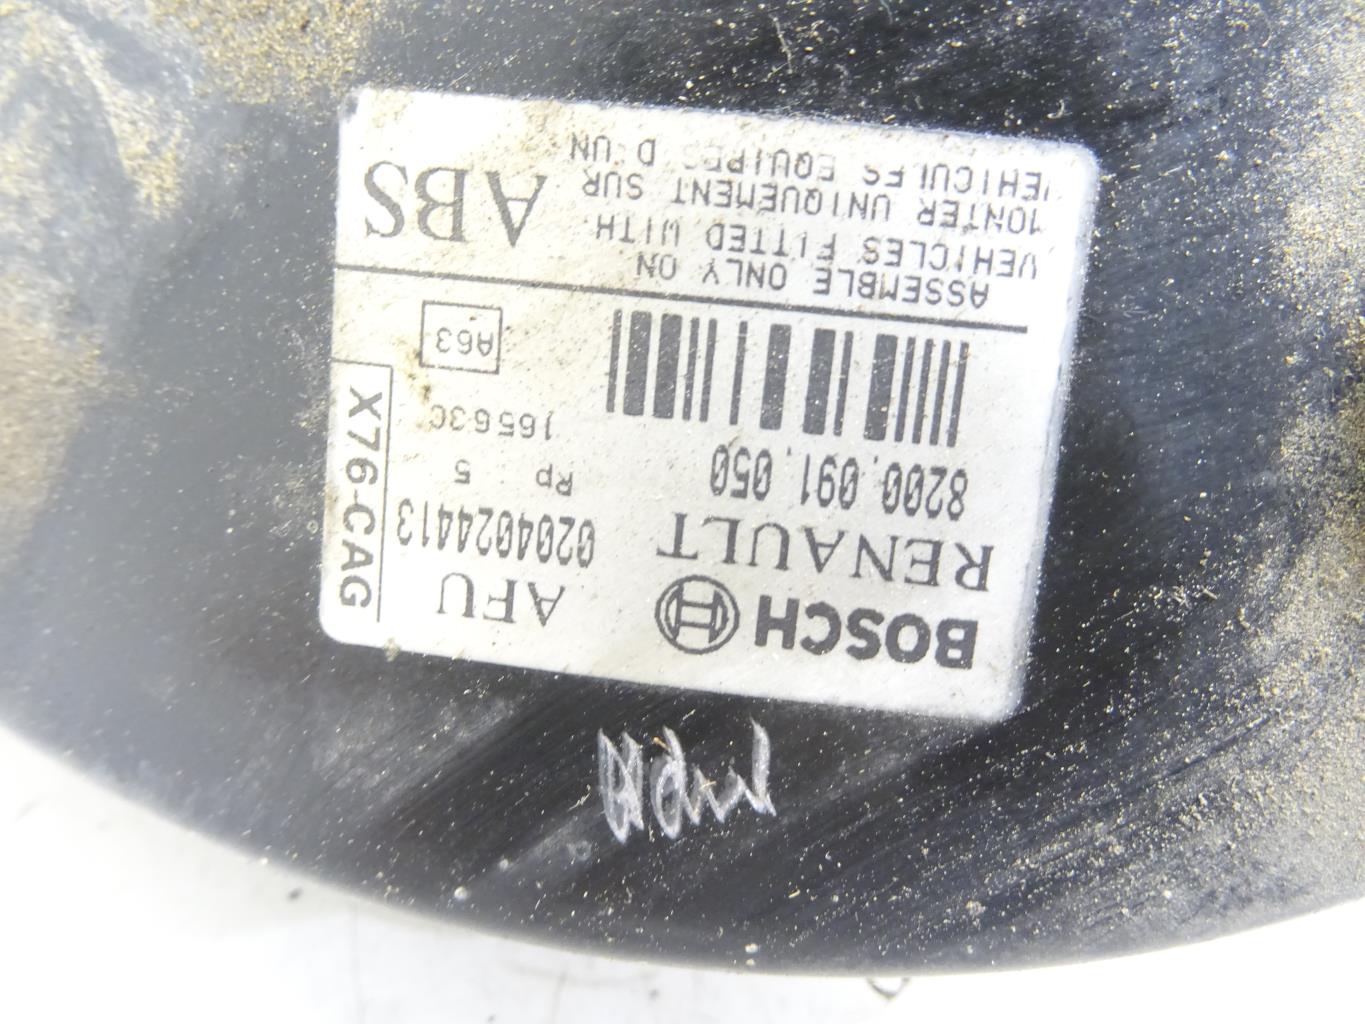 BOSCH
AFU
RENAULT
0204024413
8200.091.050
Rp 5
16563C
A63
X76-CAG
ASSEMBLE ONLY ON
VEHICLES FITTED WITH
MONTER UNIQUEMENT SUR
VEHICULES EQUIPES D UN
ABS